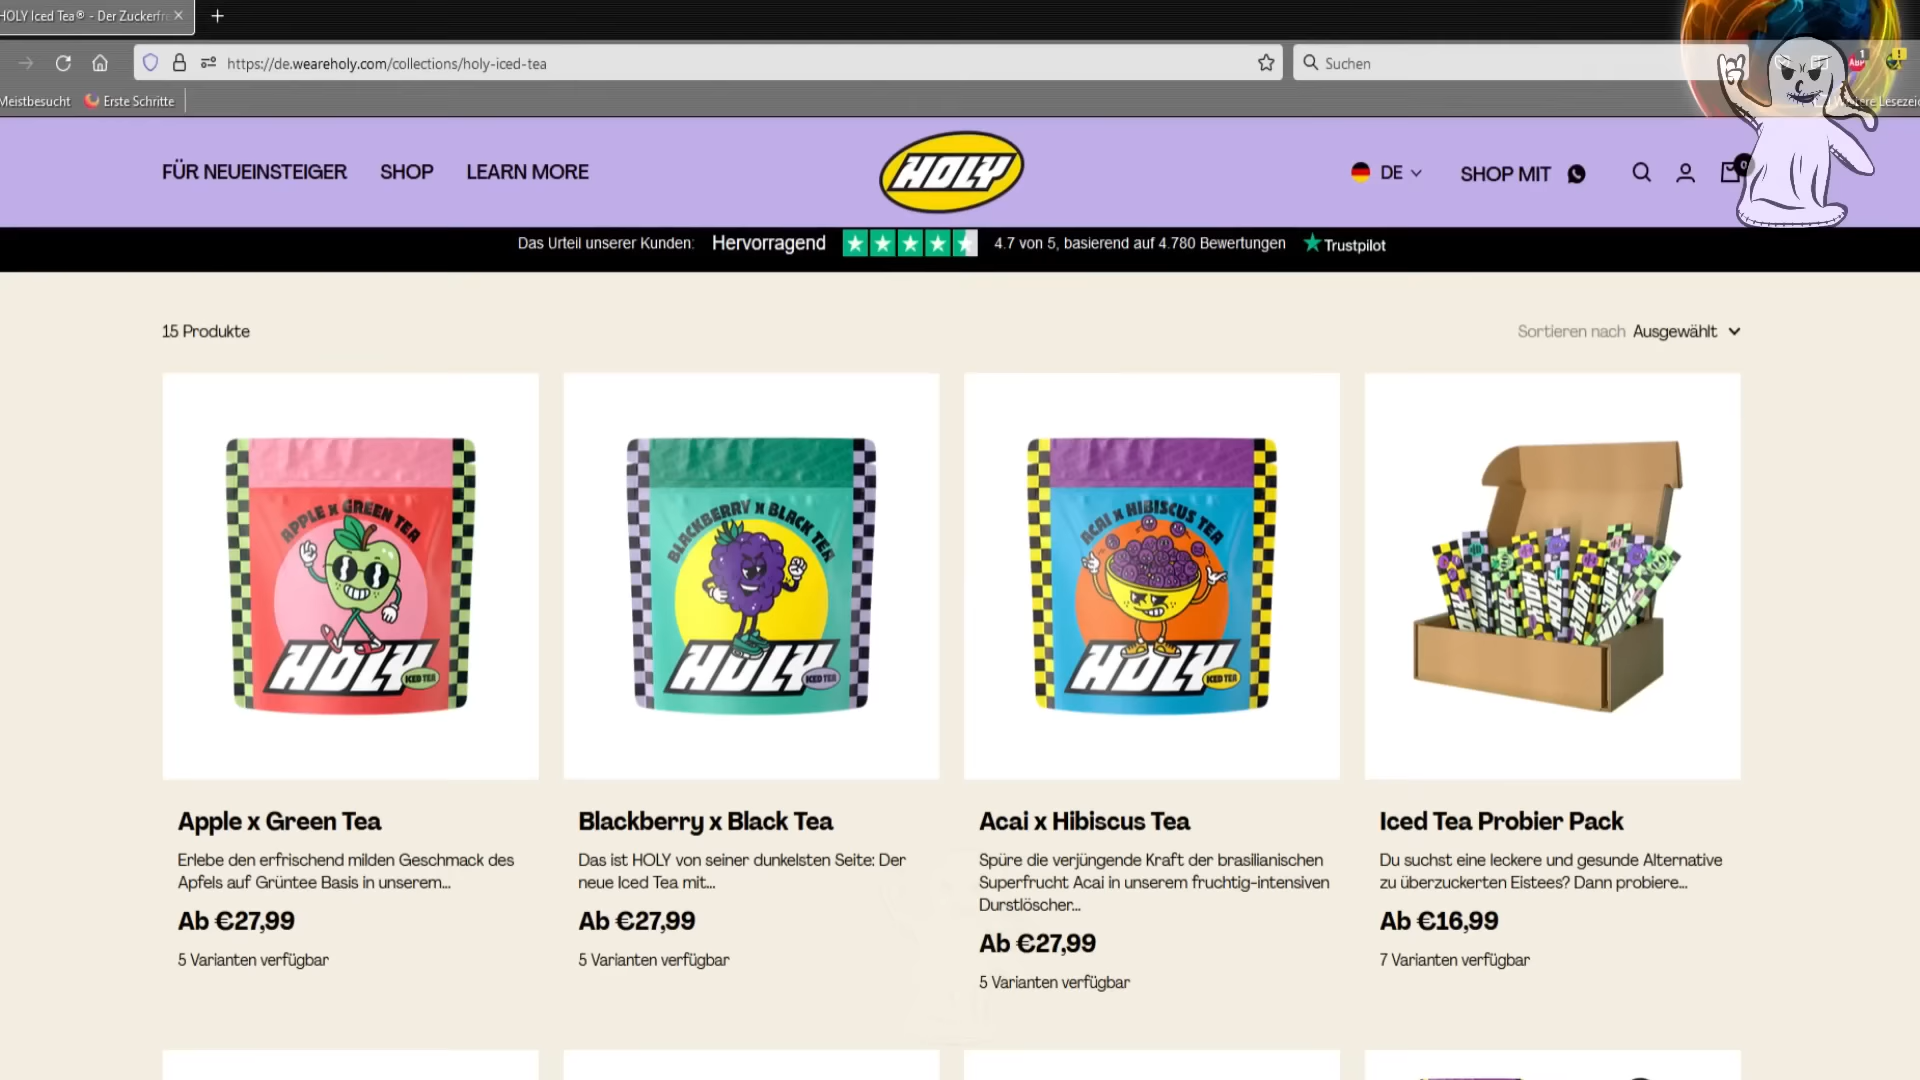 HOLY Iced Tea® - Der Zuckerfr
https://de.weareholy.com/collections/holy-iced-tea
Suchen
Meistbesucht
Erste Schritte
Weitere Lesezei
FÜR NEUEINSTEIGER
SHOP
LEARN MORE
HOLY
DE
SHOP MIT
0
Das Urteil unserer Kunden:
Hervorragend
4.7 von 5, basierend auf 4.780 Bewertungen
Trustpilot
15 Produkte
Sortieren nach Ausgewählt
APPLE X GREEN TEA
HOLY
ICED TEA
BLACKBERRY X BLACK TEA
HOLY
ICED TEA
ACAI X HIBISCUS TEA
HOLY
ICED TEA
HOLY
HOLY
HOLY
Apple x Green Tea
Erlebe den erfrischend milden Geschmack des
Apfels auf Grüntee Basis in unserem...
Ab €27,99
5 Varianten verfügbar
Blackberry x Black Tea
Das ist HOLY von seiner dunkelsten Seite: Der
neue Iced Tea mit...
Ab €27,99
5 Varianten verfügbar
Acai x Hibiscus Tea
Spüre die verjüngende Kraft der brasilianischen
Superfrucht Acai in unserem fruchtig-intensiven
Durstlöscher...
Ab €27,99
5 Varianten verfügbar
Iced Tea Probier Pack
Du suchst eine leckere und gesunde Alternative
zu überzuckerten Eistees? Dann probiere...
Ab €16,99
7 Varianten verfügbar